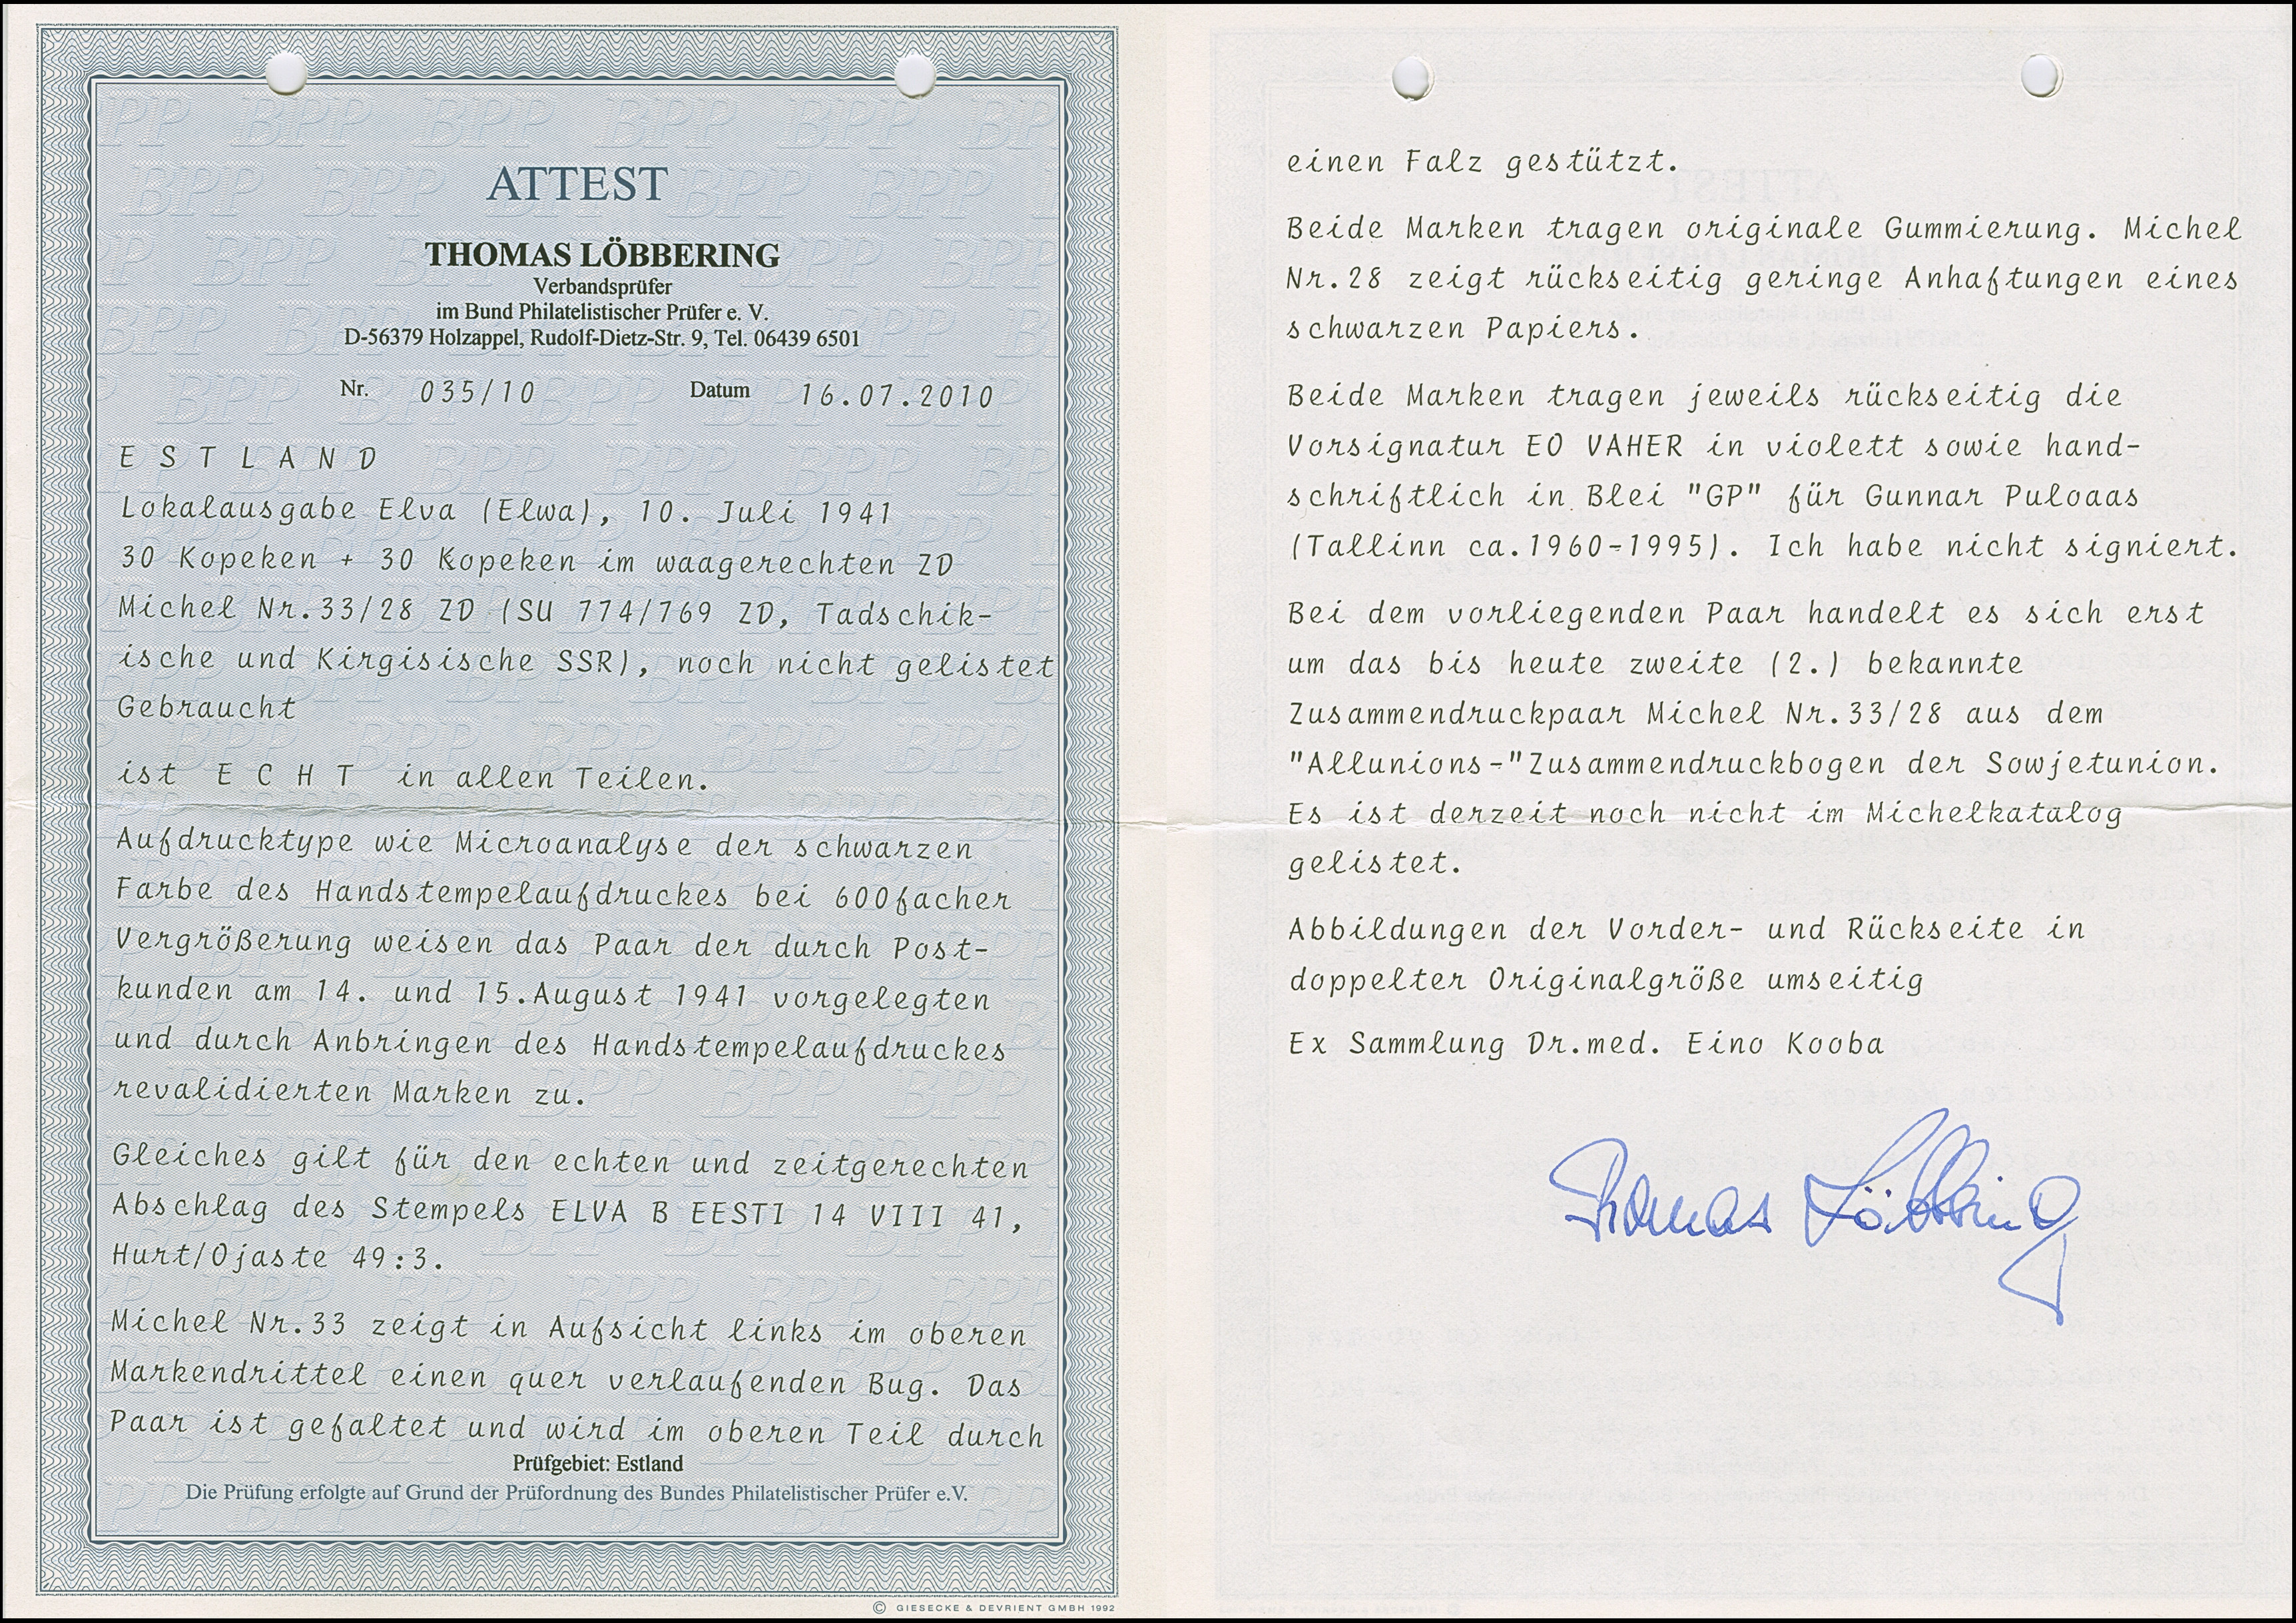 ATTEST
THOMAS LÖBBERING
Verbandsprüfer
im Bund Philatelistischer Prüfer e. V.
D-56379 Holzappel, Rudolf-Dietz-Str. 9, Tel. 06439 6501
Nr. 035/10 Datum 16.07.2010
E S T L A N D
Lokalausgabe Elva (Elwa), 10. Juli 1941
30 Kopeken + 30 Kopeken im waagerechten ZD
Michel Nr.33/28 ZD (SU 774/769 ZD, Tadschik-
ische und Kirgisische SSR), noch nicht gelistet
Gebraucht
ist E C H T in allen Teilen.
Aufdrucktype wie Microanalyse der schwarzen
Farbe des Handstempelaufdruckes bei 600facher
Vergrößerung weisen das Paar der durch Post-
kunden am 14. und 15.August 1941 vorgelegten
und durch Anbringen des Handstempelaufdruckes
revalidierten Marken zu.
Gleiches gilt für den echten und zeitgerechten
Abschlag des Stempels ELVA B EESTI 14 VIII 41,
Hurt/Ojaste 49:3.
Michel Nr.33 zeigt in Aufsicht links im oberen
Markendrittel einen quer verlaufenden Bug. Das
Paar ist gefaltet und wird im oberen Teil durch
Prüfgebiet: Estland
Die Prüfung erfolgte auf Grund der Prüfordnung des Bundes Philatelistischer Prüfer e.V.
© GIESECKE & DEVRIENT GMBH 1992
einen Falz gestützt.
Beide Marken tragen originale Gummierung. Michel
Nr.28 zeigt rückseitig geringe Anhaftungen eines
schwarzen Papiers.
Beide Marken tragen jeweils rückseitig die
Vorsignatur EO VAHER in violett sowie hand-
schriftlich in Blei "GP" für Gunnar Puloaas
(Tallinn ca.1960-1995). Ich habe nicht signiert.
Bei dem vorliegenden Paar handelt es sich erst
um das bis heute zweite (2.) bekannte
Zusammendruckpaar Michel Nr.33/28 aus dem
"Allunions-"Zusammendruckbogen der Sowjetunion.
Es ist derzeit noch nicht im Michelkatalog
gelistet.
Abbildungen der Vorder- und Rückseite in
doppelter Originalgröße umseitig
Ex Sammlung Dr.med. Eino Kooba
Thomas Löbbering